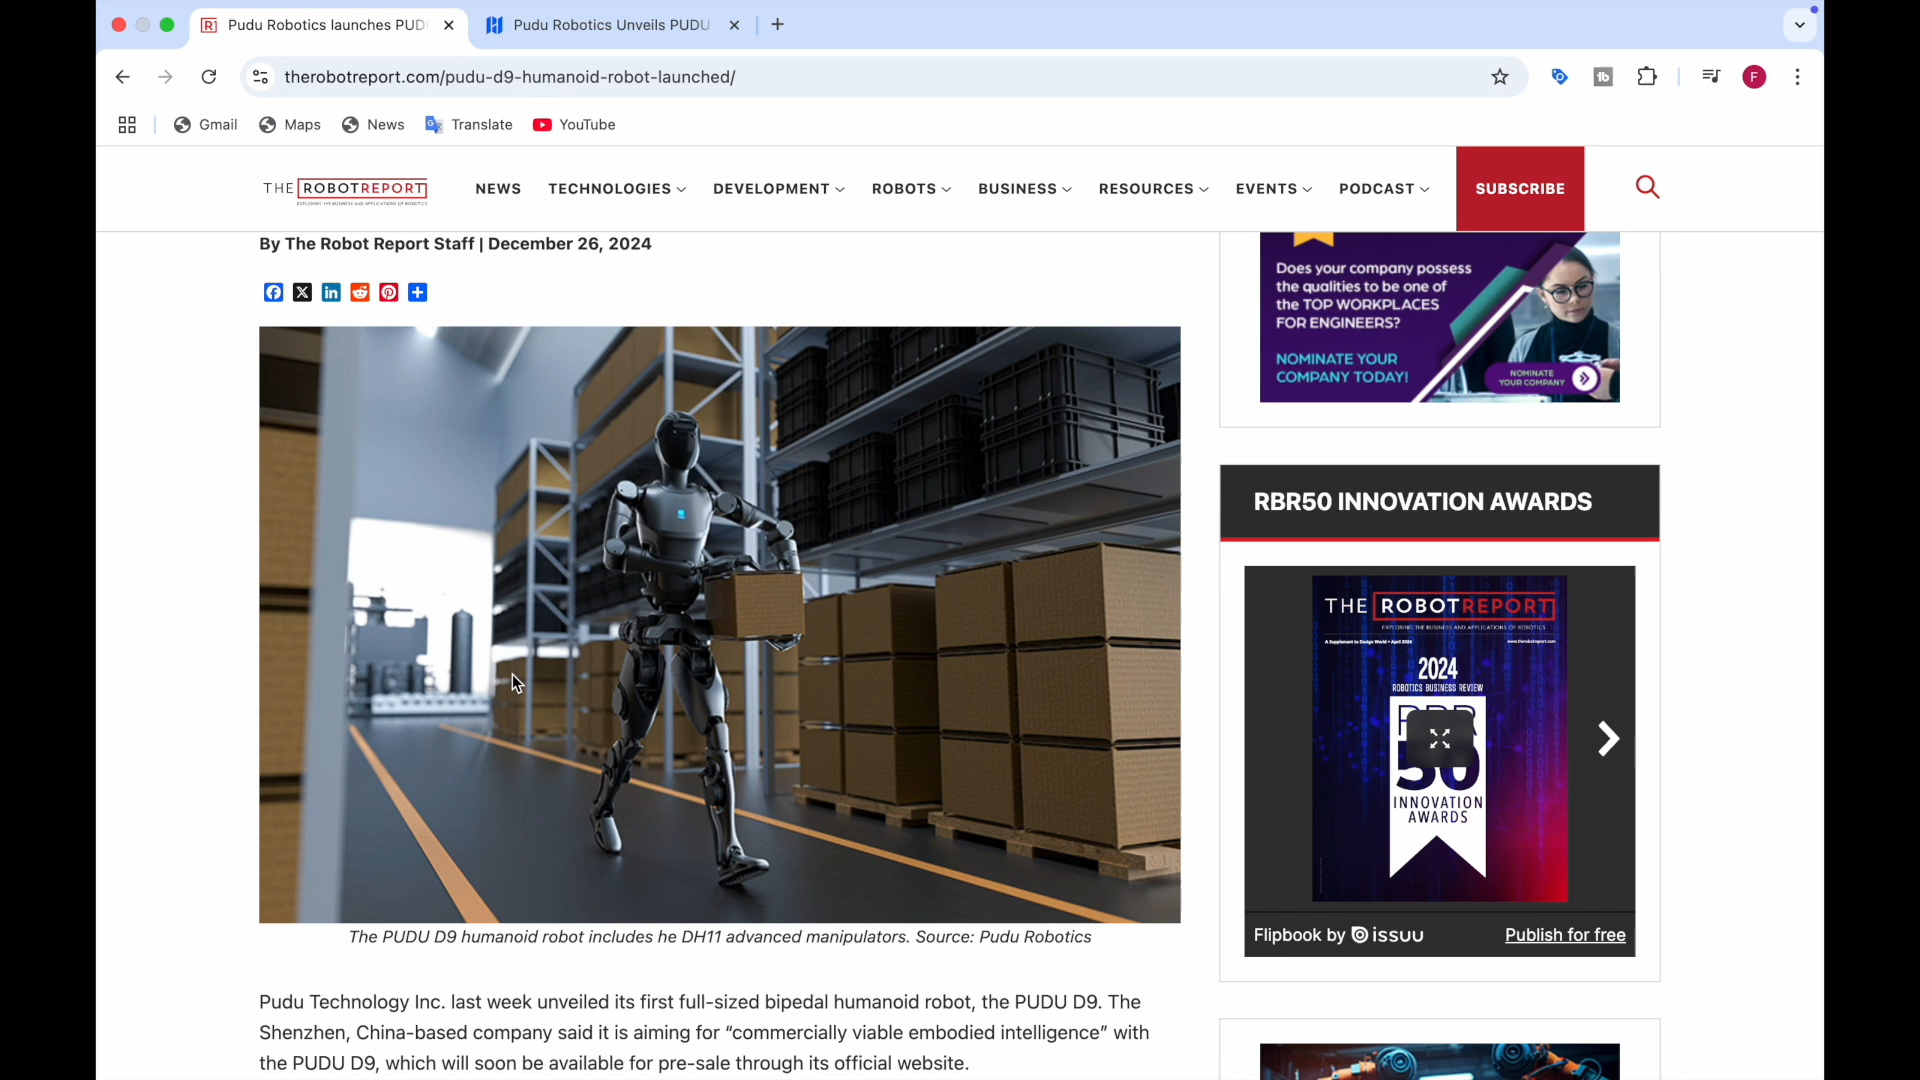 Pudu Robotics launches PUD
Pudu Robotics Unveils PUDU
therobotreport.com/pudu-d9-humanoid-robot-launched/
F
Gmail
Maps
News
Translate
YouTube
THE ROBOTREPORT
EXPLORING THE BUSINESS AND APPLICATIONS OF ROBOTICS
NEWS
TECHNOLOGIES
DEVELOPMENT
ROBOTS
BUSINESS
RESOURCES
EVENTS
PODCAST
SUBSCRIBE
By The Robot Report Staff | December 26, 2024
The PUDU D9 humanoid robot includes he DH11 advanced manipulators. Source: Pudu Robotics
Pudu Technology Inc. last week unveiled its first full-sized bipedal humanoid robot, the PUDU D9. The
Shenzhen, China-based company said it is aiming for “commercially viable embodied intelligence” with
the PUDU D9, which will soon be available for pre-sale through its official website.
Does your company possess
the qualities to be one of
the TOP WORKPLACES
FOR ENGINEERS?
NOMINATE YOUR
COMPANY TODAY!
NOMINATE
YOUR COMPANY
RBR50 INNOVATION AWARDS
THE ROBOTREPORT
EXPLORING THE BUSINESS AND APPLICATIONS OF ROBOTICS
A Supplement to Design World • April 2024
www.therobotreport.com
2024
ROBOTICS BUSINESS REVIEW
RBR
50
INNOVATION
AWARDS
Flipbook by issuu
Publish for free